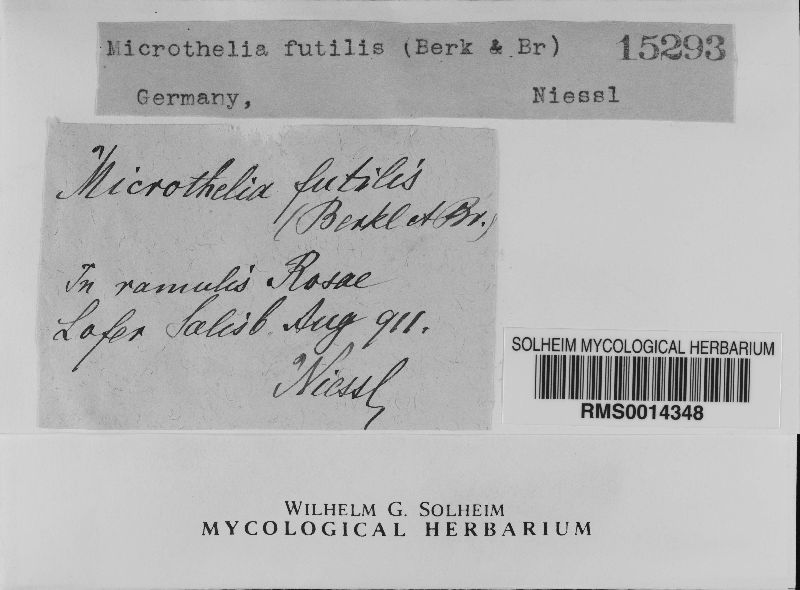 Microthelia futilis (Berk & Br) 15293
Germany, Niessl
Microthelia futilis
(Berkl & Br.)
In ramulis Rosae
Lofer Salisb. Aug 911.
Niessl
SOLHEIM MYCOLOGICAL HERBARIUM
RMS0014348
WILHELM G. SOLHEIM
MYCOLOGICAL HERBARIUM